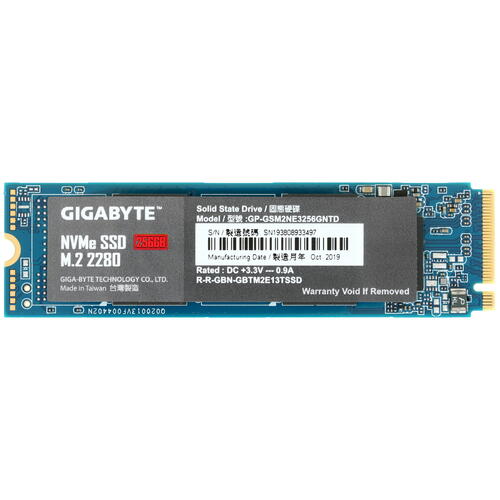 GIGABYTE™
NVMe SSD 256GB
M.2 2280
GIGA-BYTE TECHNOLOGY CO., LTD.
Made in Taiwan 台灣製造
Solid State Drive / 固態硬碟
Model / 型號 :GP-GSM2NE3256GNTD
S/N / 製造號碼 SN193808933497
Manufacturing Date / 製造月年 Oct. 2019
Rated : DC +3.3V --- 0.9A
R-R-GBN-GBTM2E13TSSD
Warranty Void If Removed
QO20013VF004402N